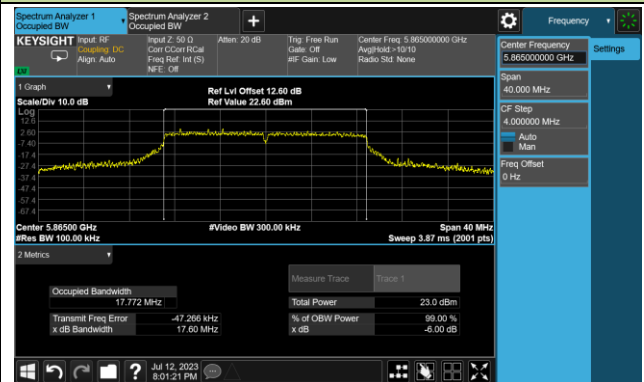 Spectrum Analyzer 1
Occupied BW
Spectrum Analyzer 2
Occupied BW
Frequency
KEYSIGHT
Input: RF
Coupling: DC
Align: Auto
Input Z: 50 Ω
Corr CCorr RCal
Freq Ref: Int (S)
NFE: Off
Atten: 20 dB
Trig: Free Run
Gate: Off
#IF Gain: Low
Center Freq: 5.865000000 GHz
Avg|Hold:>10/10
Radio Std: None
Center Frequency
5.865000000 GHz
Settings
Span
40.000 MHz
CF Step
4.000000 MHz
Auto
Man
Freq Offset
0 Hz
1 Graph
Scale/Div 10.0 dB
Ref Lvl Offset 12.60 dB
Ref Value 22.60 dBm
Log
12.6
2.60
-7.40
-17.4
-27.4
-37.4
-47.4
-57.4
-67.4
Center 5.86500 GHz
#Video BW 300.00 kHz
Span 40 MHz
#Res BW 100.00 kHz
Sweep 3.87 ms (2001 pts)
2 Metrics
Measure Trace
Trace 1
Occupied Bandwidth
17.772 MHz
Total Power
23.0 dBm
Transmit Freq Error
-47.266 kHz
% of OBW Power
99.00 %
x dB Bandwidth
17.60 MHz
x dB
-6.00 dB
?
Jul 12, 2023
8:01:21 PM